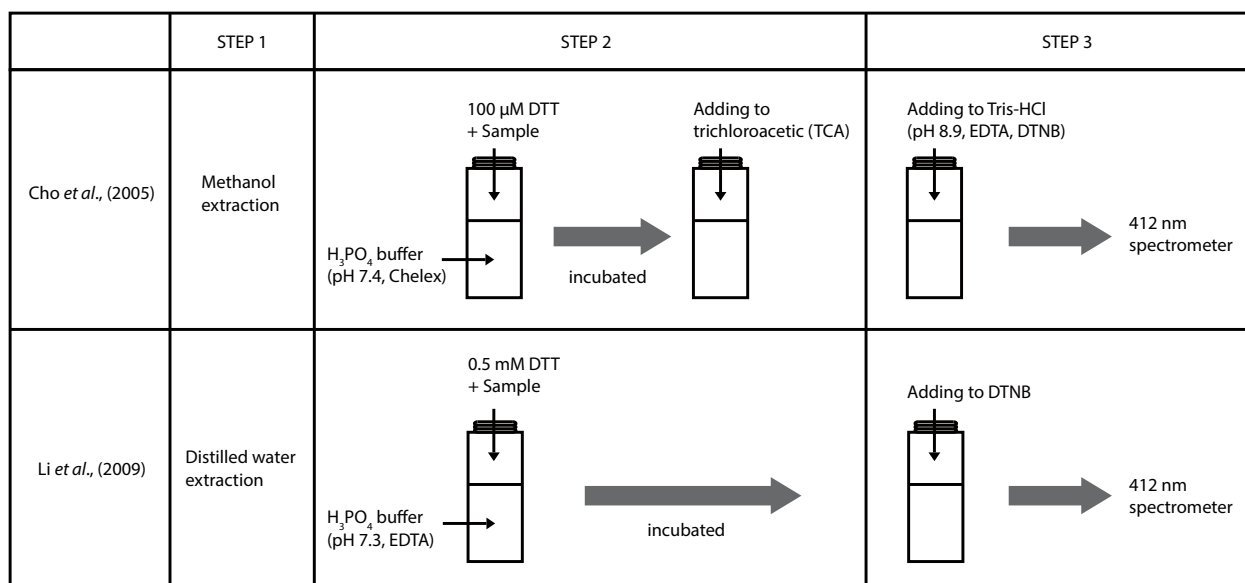 STEP 1
STEP 2
STEP 3
Cho et al., (2005)
Methanol
extraction
100 µM DTT
+ Sample
H₃PO₄ buffer
(pH 7.4, Chelex)
incubated
Adding to
trichloroacetic (TCA)
Adding to Tris-HCl
(pH 8.9, EDTA, DTNB)
412 nm
spectrometer
Li et al., (2009)
Distilled water
extraction
0.5 mM DTT
+ Sample
H₃PO₄ buffer
(pH 7.3, EDTA)
incubated
Adding to DTNB
412 nm
spectrometer